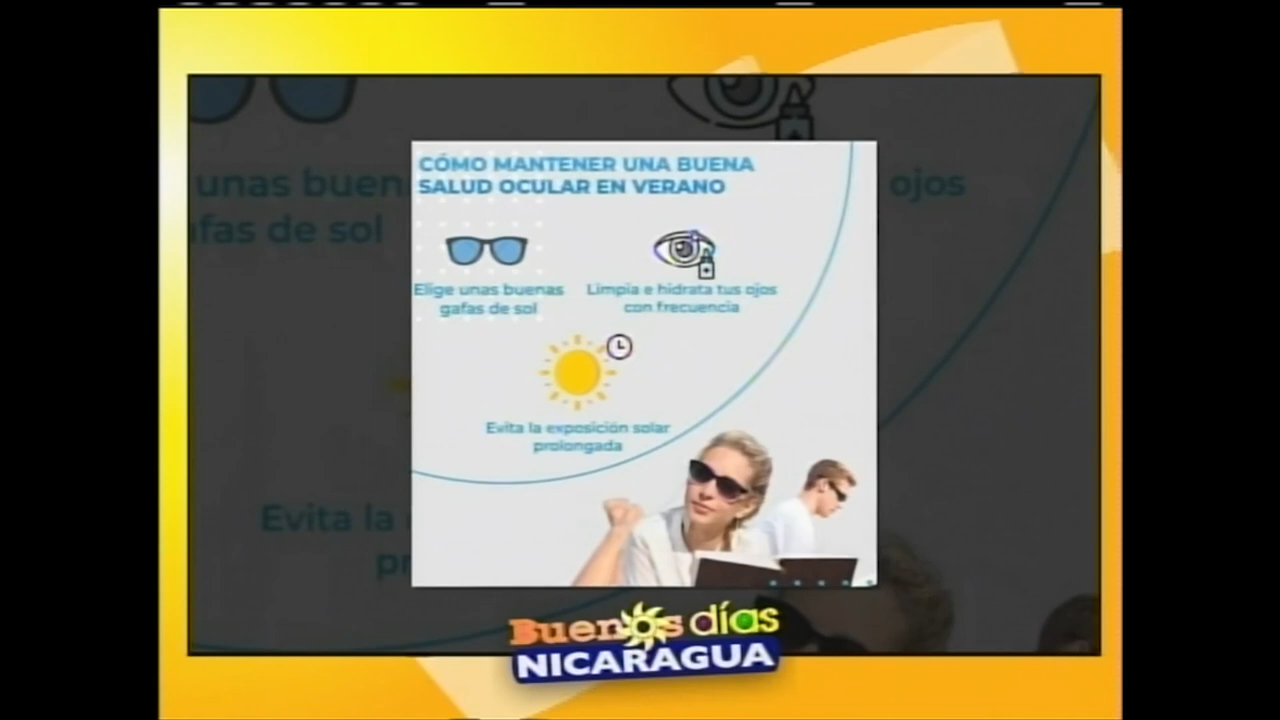 CÓMO MANTENER UNA BUENA
SALUD OCULAR EN VERANO
Elige unas buenas
gafas de sol
Limpia e hidrata tus ojos
con frecuencia
Evita la exposición solar
prolongada
unas buen
fas de sol
ojos
Evita la
pr
Buenos días
NICARAGUA